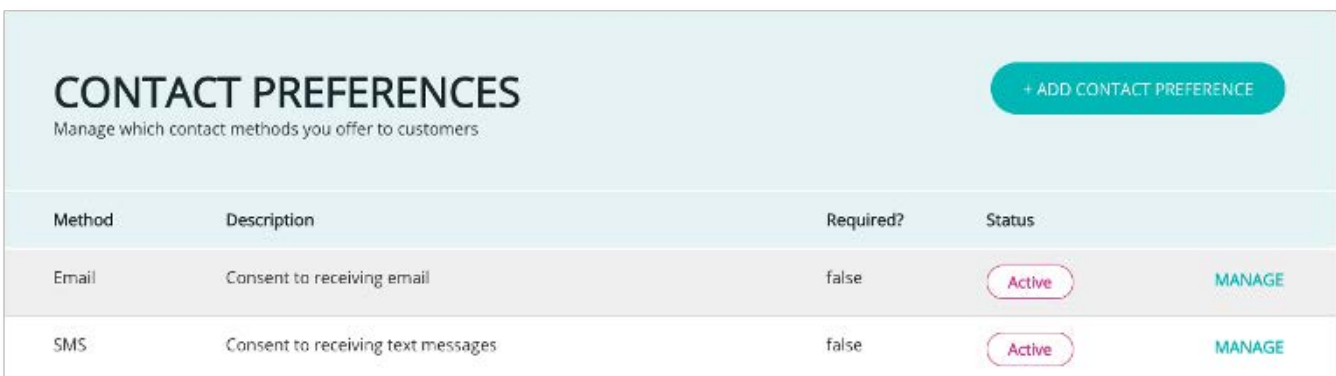 CONTACT PREFERENCES
+ ADD CONTACT PREFERENCE
Manage which contact methods you offer to customers
Method Description Required? Status
Email Consent to receiving email false Active MANAGE
SMS Consent to receiving text messages false Active MANAGE